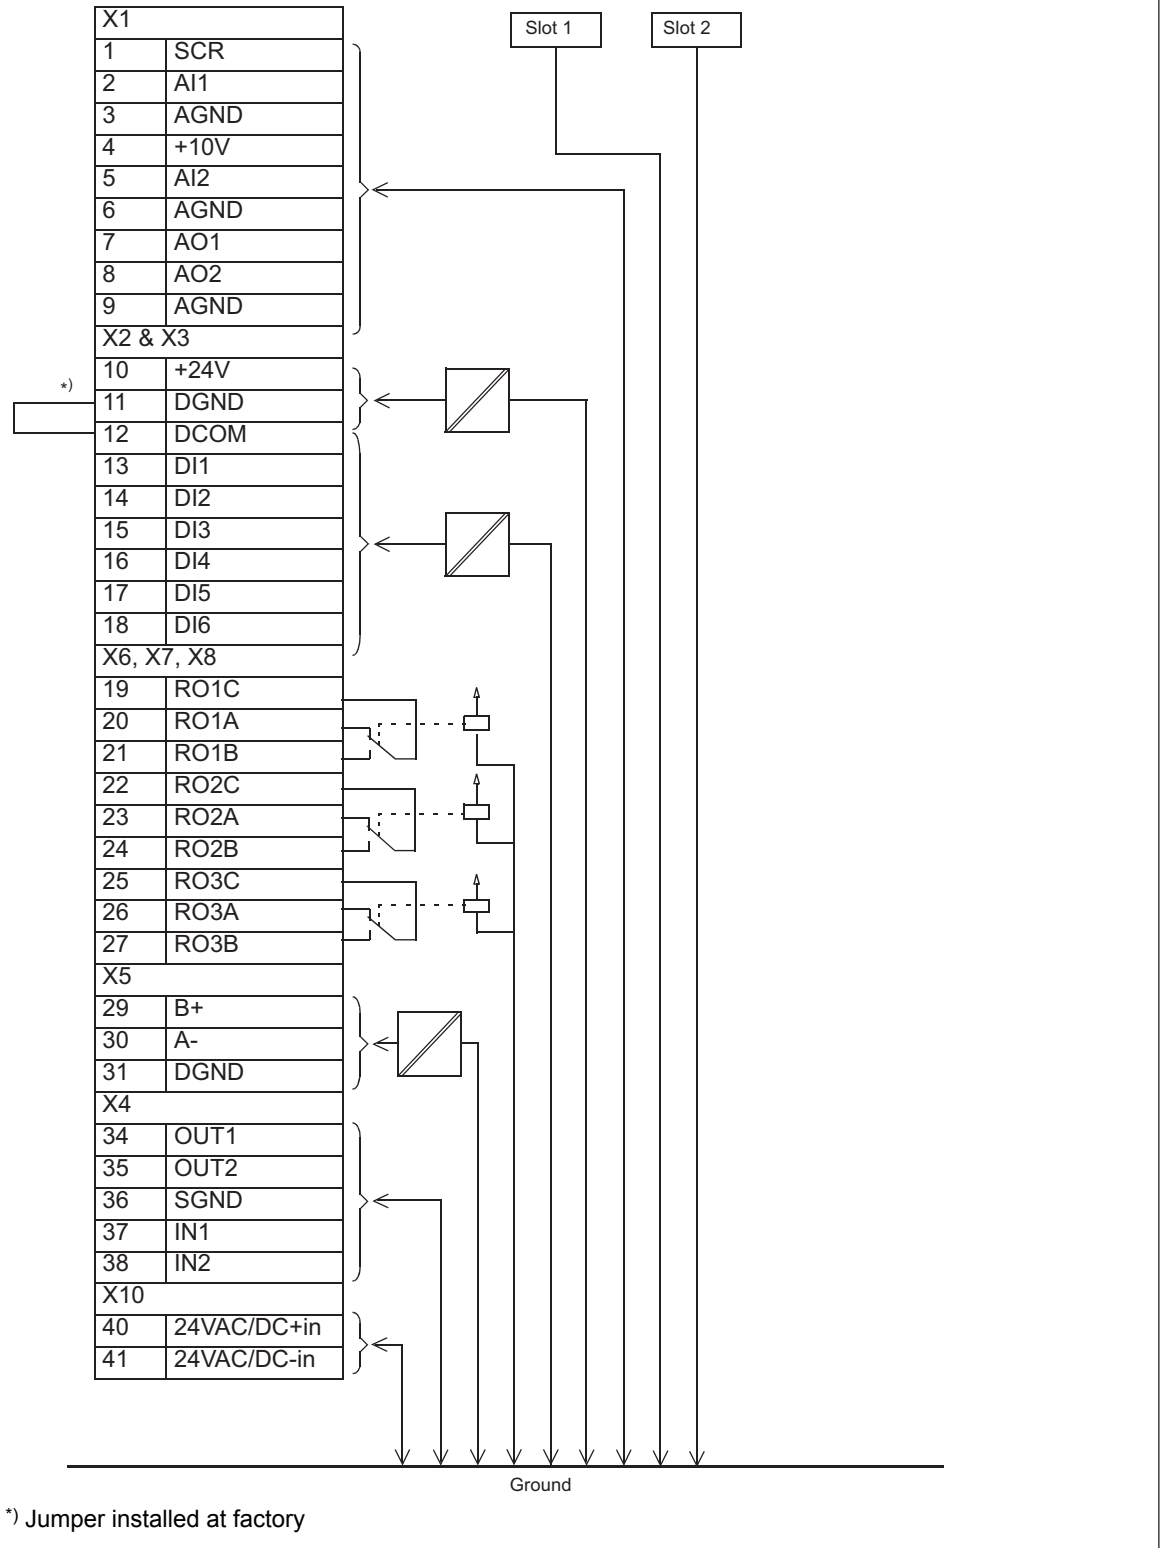 X1
Slot 1 Slot 2
1 SCR
2 AI1
3 AGND
4 +10V
5 AI2
6 AGND
7 AO1
8 AO2
9 AGND
X2 & X3
10 +24V
*)
11 DGND
12 DCOM
13 DI1
14 DI2
15 DI3
16 DI4
17 DI5
18 DI6
X6, X7, X8
19 RO1C
20 RO1A
21 RO1B
22 RO2C
23 RO2A
24 RO2B
25 RO3C
26 RO3A
27 RO3B
X5
29 B+
30 A-
31 DGND
X4
34 OUT1
35 OUT2
36 SGND
37 IN1
38 IN2
X10
40 24VAC/DC+in
41 24VAC/DC-in
Ground
*) Jumper installed at factory